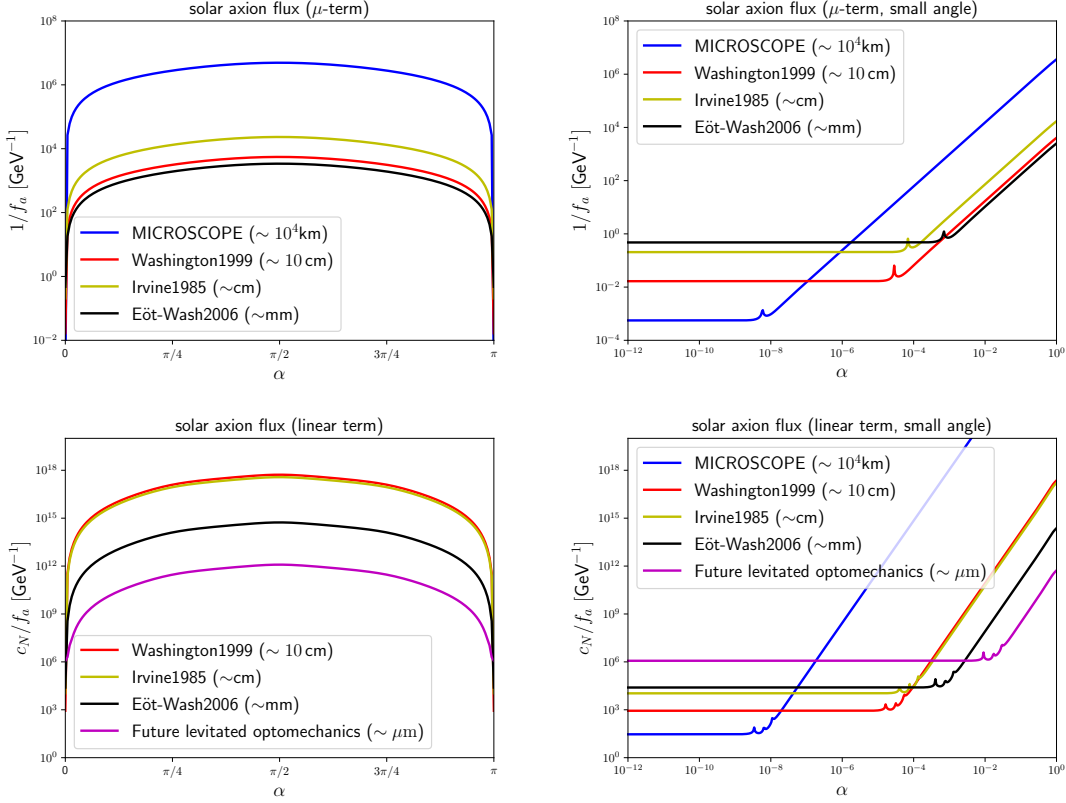 solar axion flux (μ-term)
10^8
10^6
10^4
10^2
10^0
10^−2
1/f_a [GeV^−1]
MICROSCOPE (∼ 10^4km)
Washington1999 (∼ 10 cm)
Irvine1985 (∼cm)
Eöt-Wash2006 (∼mm)
0 π/4 π/2 3π/4 π
α
solar axion flux (μ-term, small angle)
10^8
10^6
10^4
10^2
10^0
10^−2
10^−4
1/f_a [GeV^−1]
MICROSCOPE (∼ 10^4km)
Washington1999 (∼ 10 cm)
Irvine1985 (∼cm)
Eöt-Wash2006 (∼mm)
10^−12 10^−10 10^−8 10^−6 10^−4 10^−2 10^0
α
solar axion flux (linear term)
10^18
10^15
10^12
10^9
10^6
10^3
10^0
c_N/f_a [GeV^−1]
Washington1999 (∼ 10 cm)
Irvine1985 (∼cm)
Eöt-Wash2006 (∼mm)
Future levitated optomechanics (∼ μm)
0 π/4 π/2 3π/4 π
α
solar axion flux (linear term, small angle)
10^18
10^15
10^12
10^9
10^6
10^3
10^0
c_N/f_a [GeV^−1]
MICROSCOPE (∼ 10^4km)
Washington1999 (∼ 10 cm)
Irvine1985 (∼cm)
Eöt-Wash2006 (∼mm)
Future levitated optomechanics (∼ μm)
10^−12 10^−10 10^−8 10^−6 10^−4 10^−2 10^0
α